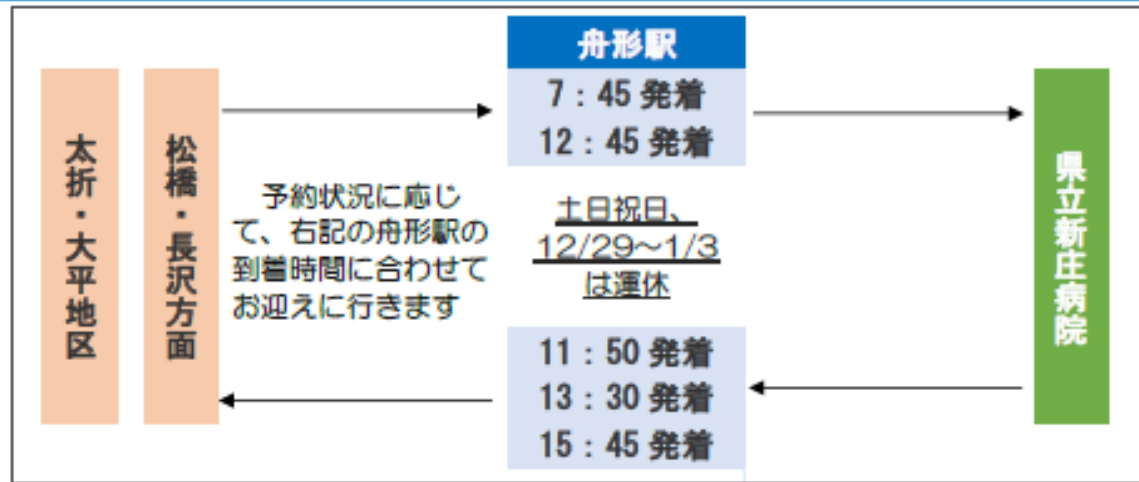 太折・大平地区
松橋・長沢方面
予約状況に応じ
て、右記の舟形駅の
到着時間に合わせて
お迎えに行きます
舟形駅
7：45 発着
12：45 発着
土日祝日、
12/29～1/3
は運休
11：50 発着
13：30 発着
15：45 発着
県立新庄病院